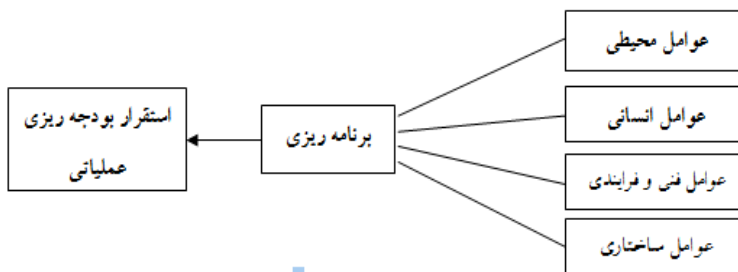 عوامل محیطی
عوامل انسانی
عوامل فنی و فرایندی
عوامل ساختاری
برنامه ریزی
استقرار بودجه ریزی
عملیاتی